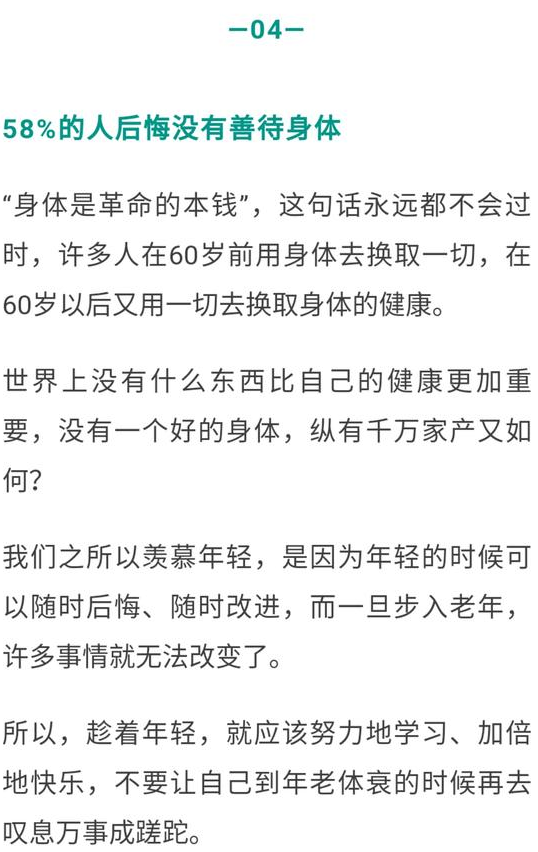 —04—
58%的人后悔没有善待身体
“身体是革命的本钱”，这句话永远都不会过
时，许多人在60岁前用身体去换取一切，在
60岁以后又用一切去换取身体的健康。
世界上没有什么东西比自己的健康更加重
要，没有一个好的身体，纵有千万家产又如
何？
我们之所以羡慕年轻，是因为年轻的时候可
以随时后悔、随时改进，而一旦步入老年，
许多事情就无法改变了。
所以，趁着年轻，就应该努力地学习、加倍
地快乐，不要让自己到年老体衰的时候再去
叹息万事成蹉跎。